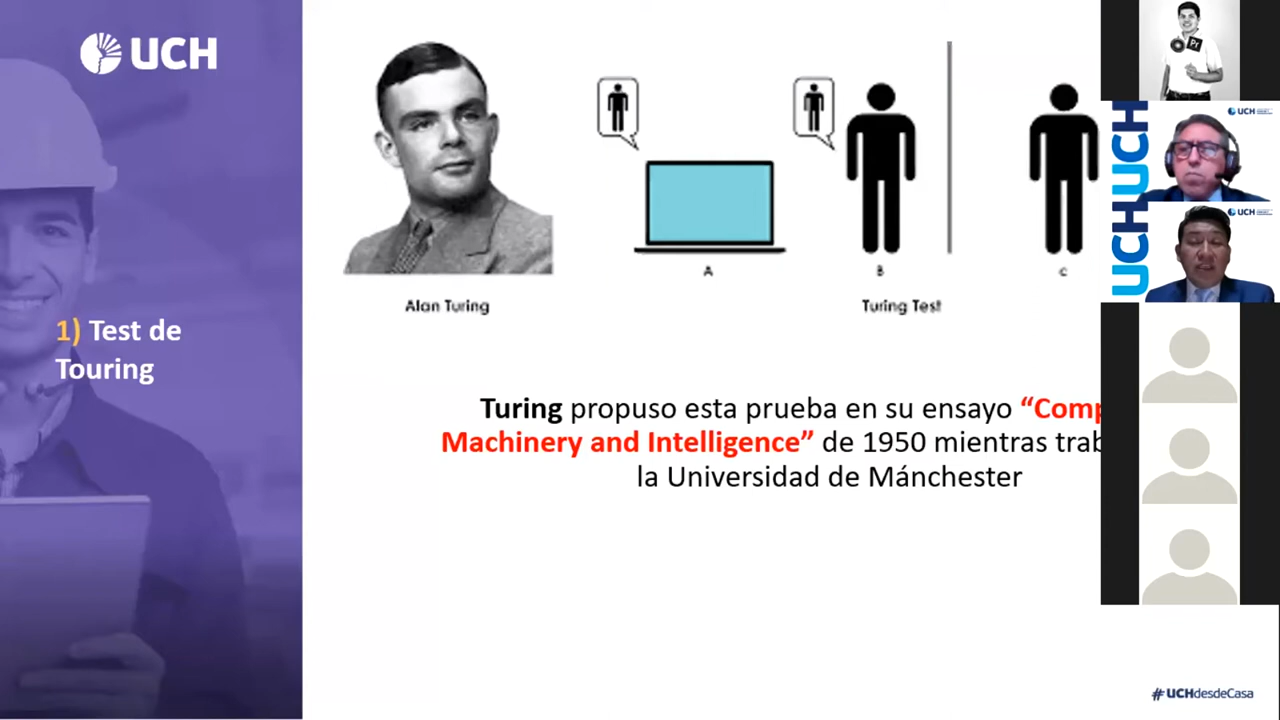 UCH
1) Test de
Touring
A
B
C
Alan Turing
Turing Test
Turing propuso esta prueba en su ensayo “Comp
Machinery and Intelligence” de 1950 mientras trab
la Universidad de Mánchester
Pr
UCH
UCH
UCH
UCH
#UCHdesdeCasa